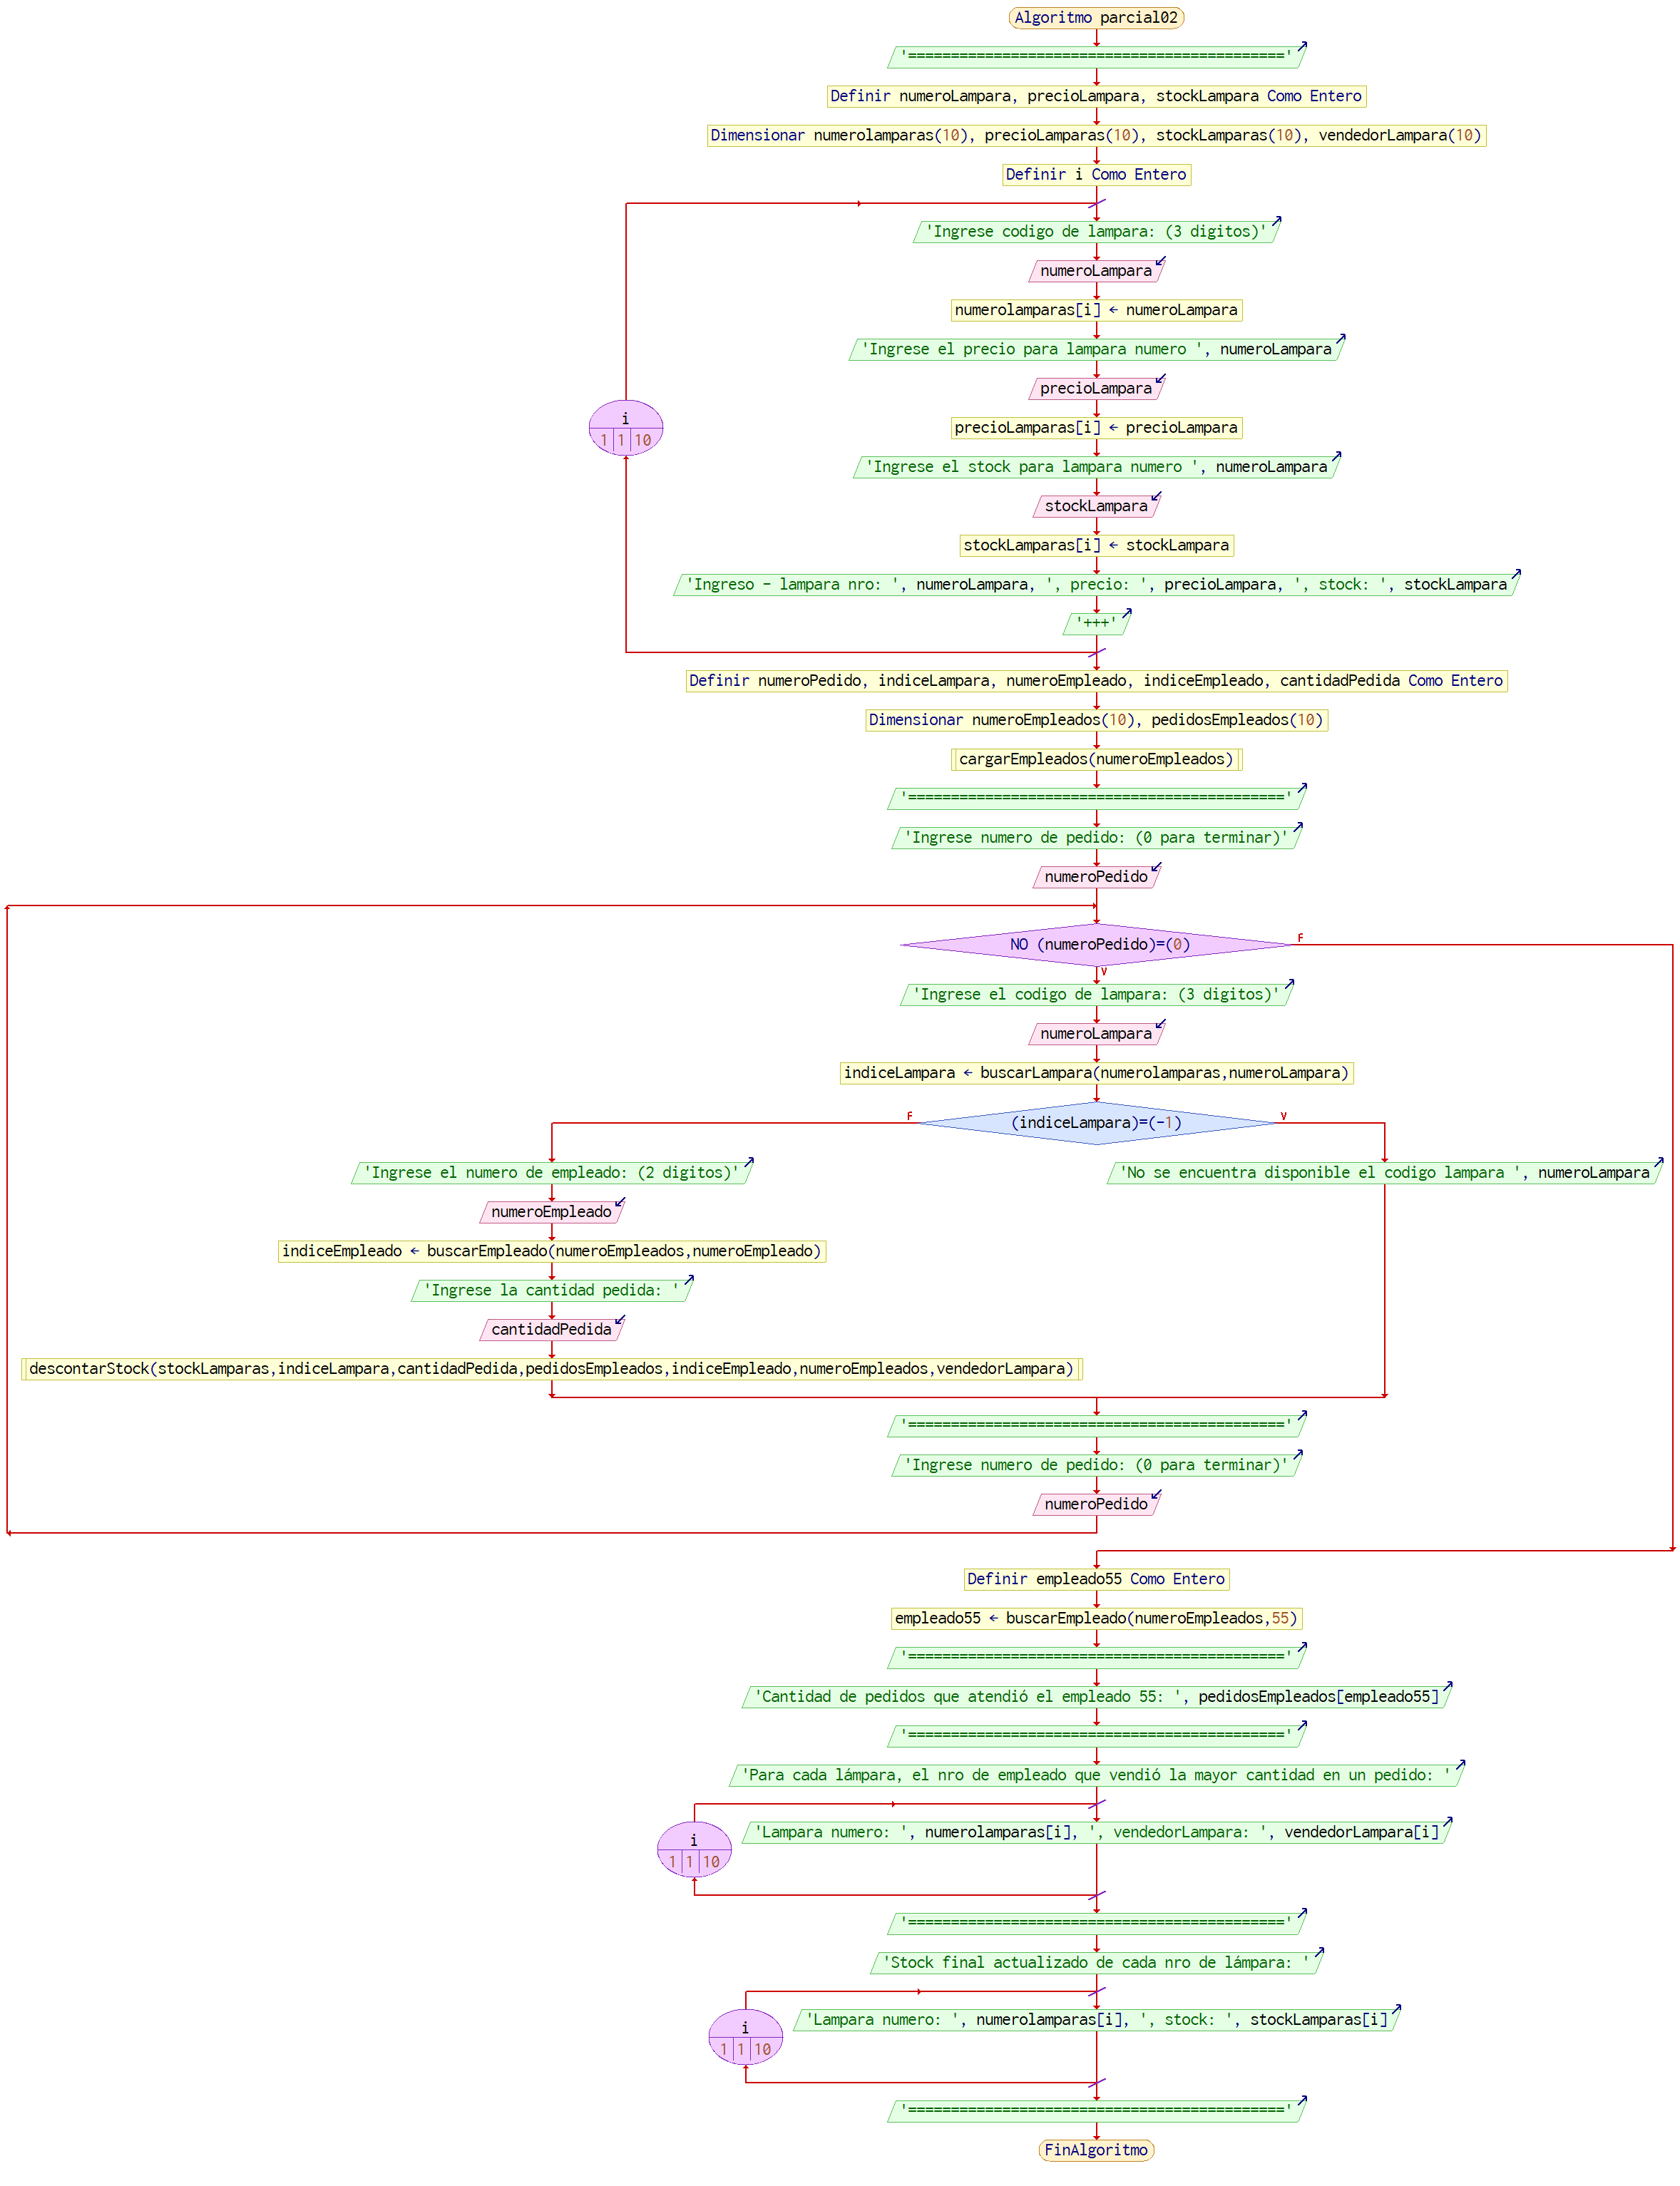 Algoritmo parcial02
'============================================'
Definir numeroLampara, precioLampara, stockLampara Como Entero
Dimensionar numerolamparas(10), precioLamparas(10), stockLamparas(10), vendedorLampara(10)
Definir i Como Entero
'Ingrese codigo de lampara: (3 digitos)'
numeroLampara
numerolamparas[i] ← numeroLampara
'Ingrese el precio para lampara numero ', numeroLampara
precioLampara
i
1 1 10
precioLamparas[i] ← precioLampara
'Ingrese el stock para lampara numero ', numeroLampara
stockLampara
stockLamparas[i] ← stockLampara
'Ingreso - lampara nro: ', numeroLampara, ', precio: ', precioLampara, ', stock: ', stockLampara
'+++'
Definir numeroPedido, indiceLampara, numeroEmpleado, indiceEmpleado, cantidadPedida Como Entero
Dimensionar numeroEmpleados(10), pedidosEmpleados(10)
cargarEmpleados(numeroEmpleados)
'============================================'
'Ingrese numero de pedido: (0 para terminar)'
numeroPedido
NO (numeroPedido)=(0)
F
V
'Ingrese el codigo de lampara: (3 digitos)'
numeroLampara
indiceLampara ← buscarLampara(numerolamparas,numeroLampara)
F
(indiceLampara)=(-1)
V
'Ingrese el numero de empleado: (2 digitos)'
'No se encuentra disponible el codigo lampara ', numeroLampara
numeroEmpleado
indiceEmpleado ← buscarEmpleado(numeroEmpleados,numeroEmpleado)
'Ingrese la cantidad pedida: '
cantidadPedida
descontarStock(stockLamparas,indiceLampara,cantidadPedida,pedidosEmpleados,indiceEmpleado,numeroEmpleados,vendedorLampara)
'============================================'
'Ingrese numero de pedido: (0 para terminar)'
numeroPedido
Definir empleado55 Como Entero
empleado55 ← buscarEmpleado(numeroEmpleados,55)
'============================================'
'Cantidad de pedidos que atendió el empleado 55: ', pedidosEmpleados[empleado55]
'============================================'
'Para cada lámpara, el nro de empleado que vendió la mayor cantidad en un pedido: '
'Lampara numero: ', numerolamparas[i], ', vendedorLampara: ', vendedorLampara[i]
i
1 1 10
'============================================'
'Stock final actualizado de cada nro de lámpara: '
'Lampara numero: ', numerolamparas[i], ', stock: ', stockLamparas[i]
i
1 1 10
'============================================'
FinAlgoritmo